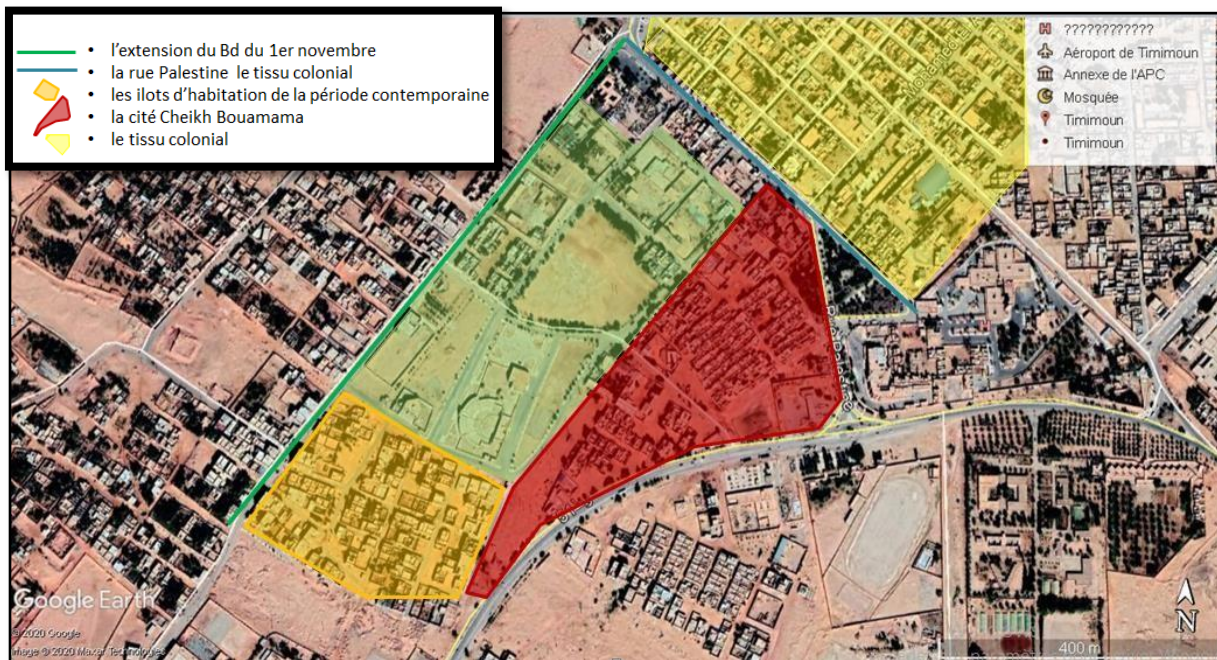 • l'extension du Bd du 1er novembre
• la rue Palestine le tissu colonial
• les ilots d'habitation de la période contemporaine
• la cité Cheikh Bouamama
• le tissu colonial
H ????????????
Aéroport de Timimoun
Annexe de l'APC
Mosquée
Timimoun
Timimoun
Google Earth
© 2020 Google
Image © 2020 Maxar Technologies
400 m
N